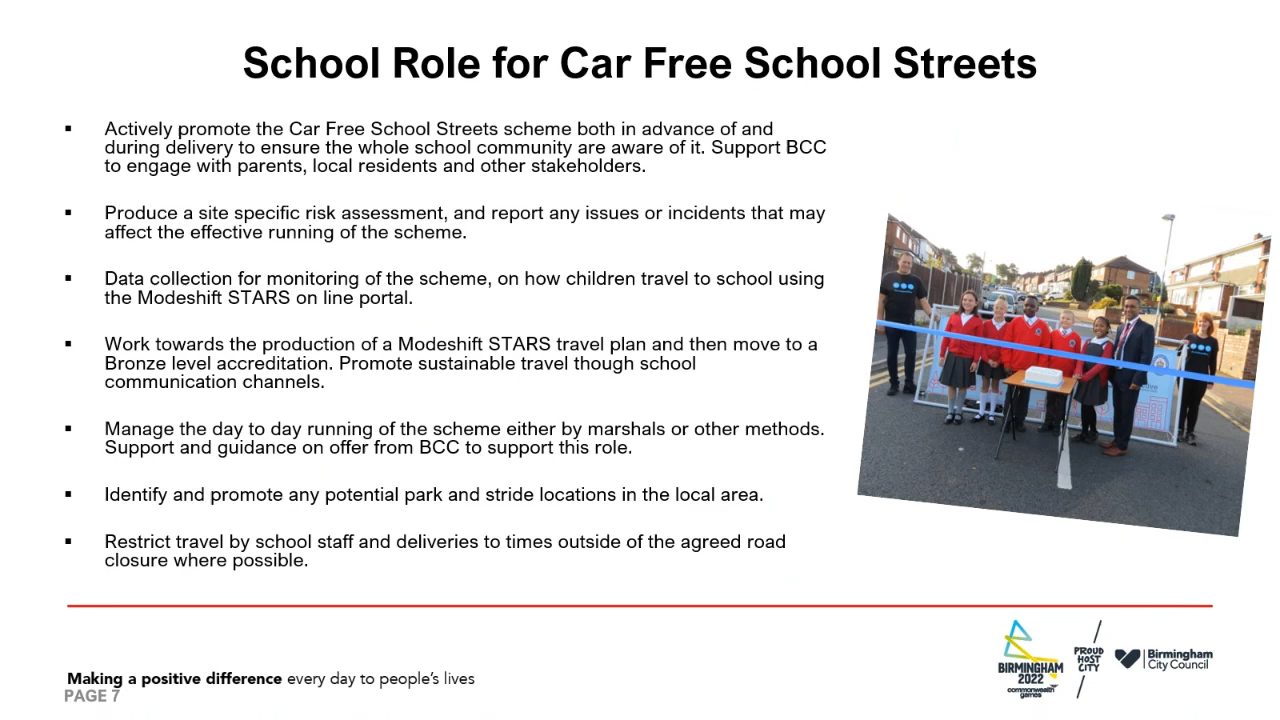 School Role for Car Free School Streets
▪ Actively promote the Car Free School Streets scheme both in advance of and
during delivery to ensure the whole school community are aware of it. Support BCC
to engage with parents, local residents and other stakeholders.
▪ Produce a site specific risk assessment, and report any issues or incidents that may
affect the effective running of the scheme.
▪ Data collection for monitoring of the scheme, on how children travel to school using
the Modeshift STARS on line portal.
▪ Work towards the production of a Modeshift STARS travel plan and then move to a
Bronze level accreditation. Promote sustainable travel though school
communication channels.
▪ Manage the day to day running of the scheme either by marshals or other methods.
Support and guidance on offer from BCC to support this role.
▪ Identify and promote any potential park and stride locations in the local area.
▪ Restrict travel by school staff and deliveries to times outside of the agreed road
closure where possible.
Making a positive difference every day to people's lives
PAGE 7
BIRMINGHAM
2022
commonwealth
games
PROUD
HOST
CITY
Birmingham
City Council